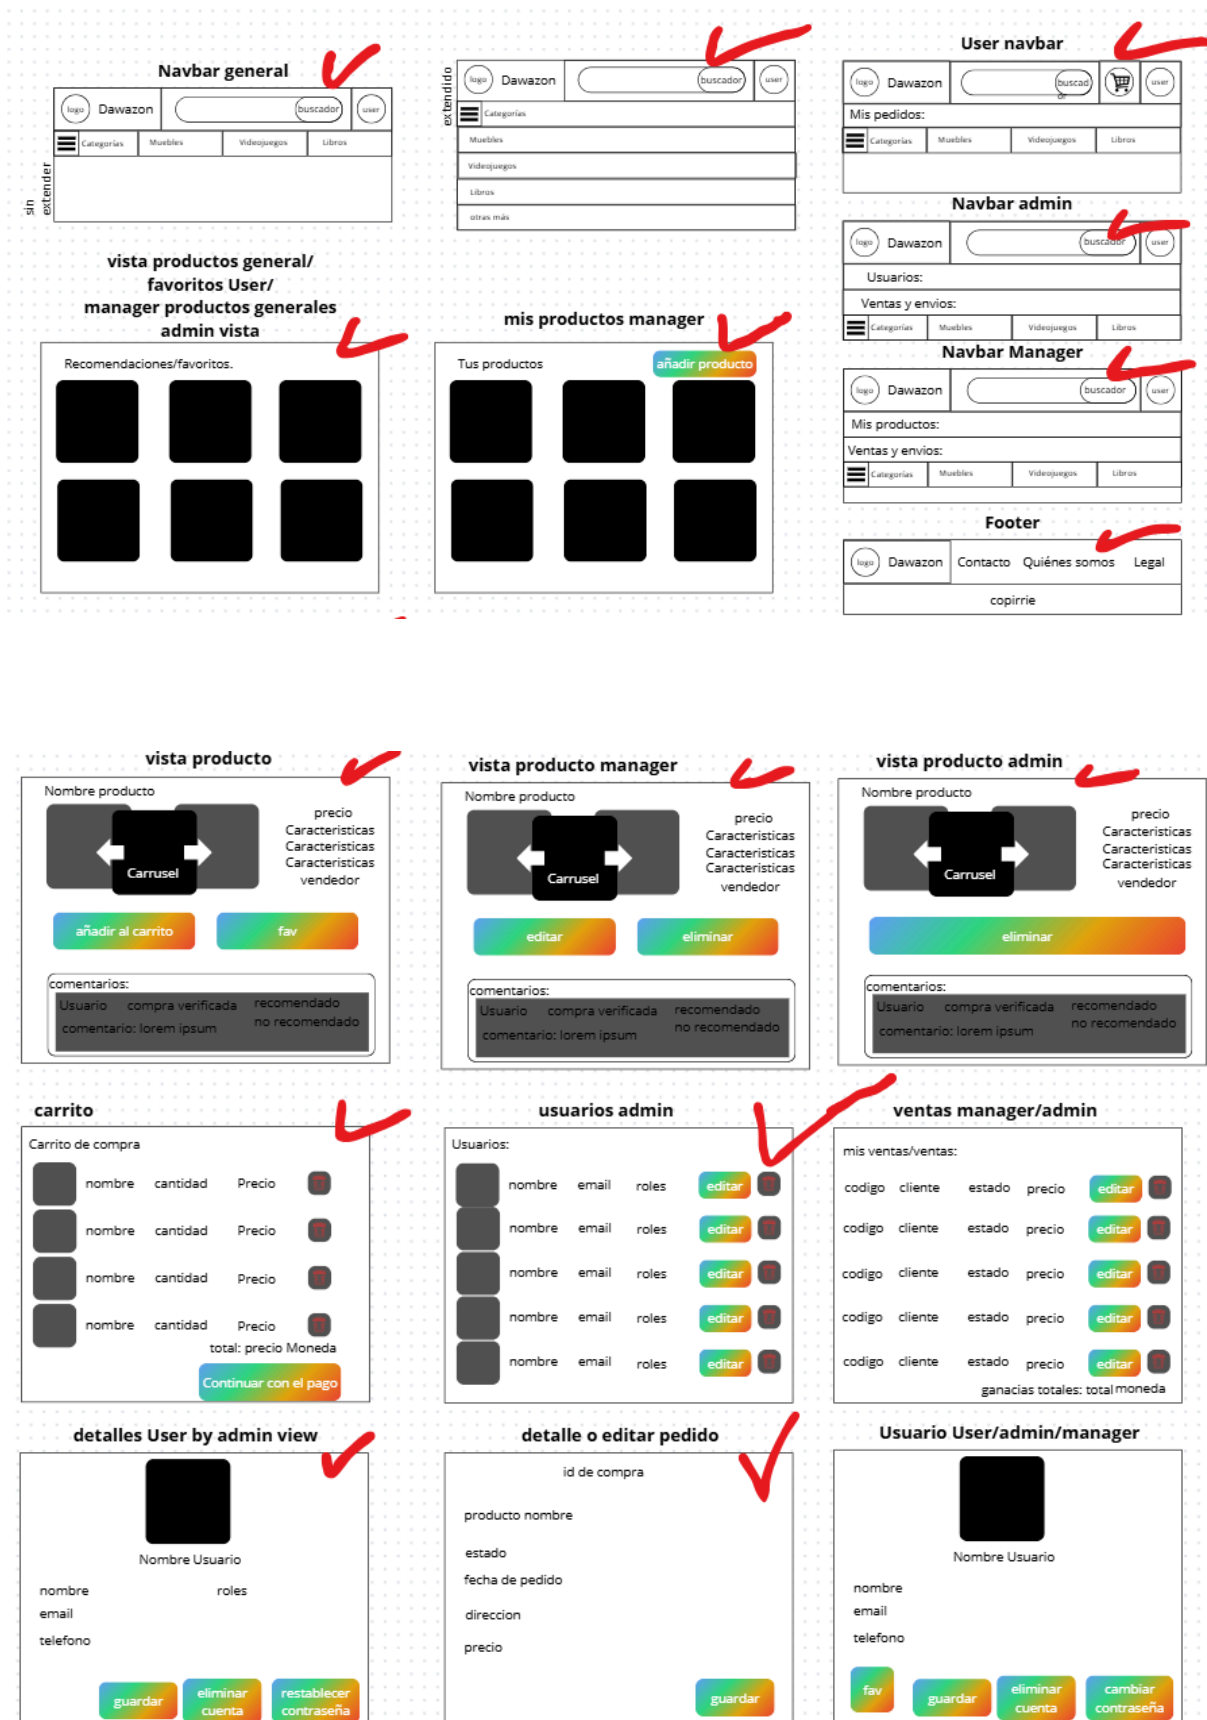 Navbar general
logo Dawazon buscador user
Categorías Muebles Videojuegos Libros
sin extender
extendido
logo Dawazon buscador user
Categorías
Muebles
Videojuegos
Libros
otras más
User navbar
logo Dawazon buscad
or
user
Mis pedidos:
Categorías Muebles Videojuegos Libros
Navbar admin
logo Dawazon buscador user
Usuarios:
Ventas y envios:
Categorías Muebles Videojuegos Libros
Navbar Manager
logo Dawazon buscador user
Mis productos:
Ventas y envios:
Categorías Muebles Videojuegos Libros
Footer
logo Dawazon Contacto Quiénes somos Legal
copirrie
vista productos general/
favoritos User/
manager productos generales
admin vista
Recomendaciones/favoritos.
mis productos manager
Tus productos añadir producto
vista producto
Nombre producto
precio
Caracteristicas
Caracteristicas
Caracteristicas
vendedor
Carrusel
añadir al carrito fav
comentarios:
Usuario compra verificada recomendado
no recomendado
comentario: lorem ipsum
vista producto manager
Nombre producto
precio
Caracteristicas
Caracteristicas
Caracteristicas
vendedor
Carrusel
editar eliminar
comentarios:
Usuario compra verificada recomendado
no recomendado
comentario: lorem ipsum
vista producto admin
Nombre producto
precio
Caracteristicas
Caracteristicas
Caracteristicas
vendedor
Carrusel
eliminar
comentarios:
Usuario compra verificada recomendado
no recomendado
comentario: lorem ipsum
carrito
Carrito de compra
nombre cantidad Precio
nombre cantidad Precio
nombre cantidad Precio
nombre cantidad Precio
total: precio Moneda
Continuar con el pago
usuarios admin
Usuarios:
nombre email roles editar
nombre email roles editar
nombre email roles editar
nombre email roles editar
nombre email roles editar
ventas manager/admin
mis ventas/ventas:
codigo cliente estado precio editar
codigo cliente estado precio editar
codigo cliente estado precio editar
codigo cliente estado precio editar
codigo cliente estado precio editar
ganacias totales: total moneda
detalles User by admin view
Nombre Usuario
nombre roles
email
telefono
guardar
eliminar
cuenta
restablecer
contraseña
detalle o editar pedido
id de compra
producto nombre
estado
fecha de pedido
direccion
precio
guardar
Usuario User/admin/manager
Nombre Usuario
nombre
email
telefono
fav
guardar
eliminar
cuenta
cambiar
contraseña